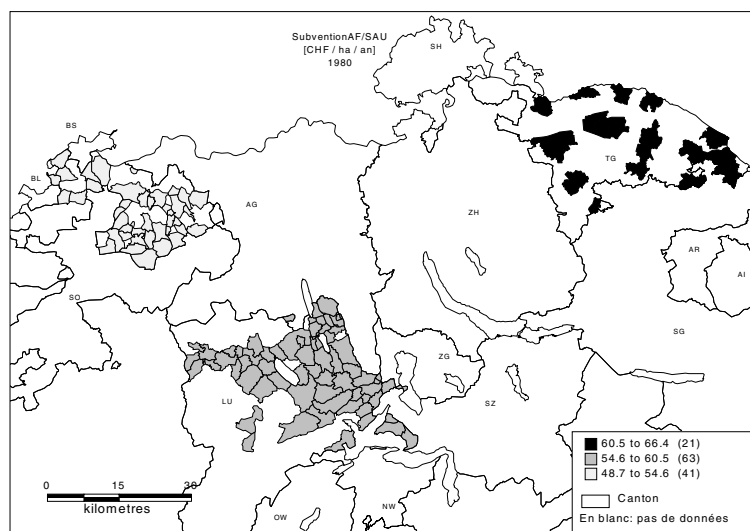 SubventionAF/SAU
[CHF / ha / an]
1980
SH
BS
BL
TG
AG
ZH
AR
AI
SO
SG
ZG
LU
SZ
OW
NW
0 15 30
kilometres
60.5 to 66.4 (21)
54.6 to 60.5 (63)
48.7 to 54.6 (41)
Canton
En blanc: pas de données